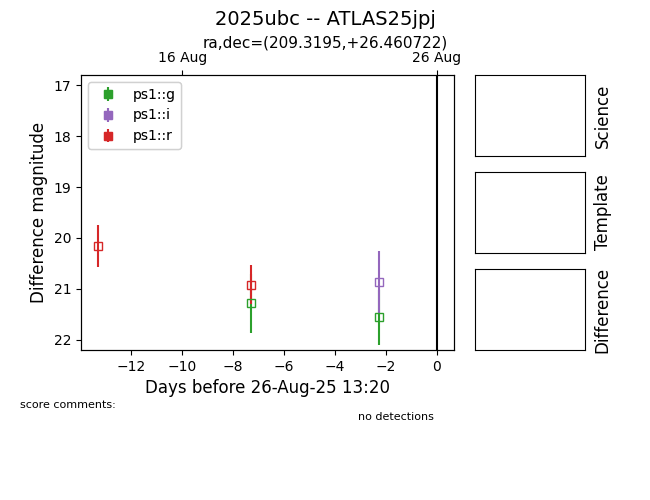 2025ubc -- ATLAS25jpj
ra,dec=(209.3195,+26.460722)
16 Aug
26 Aug
ps1::g
ps1::i
ps1::r
17
18
19
20
21
22
Difference magnitude
−12
−10
−8
−6
−4
−2
0
Days before 26-Aug-25 13:20
Science
Template
Difference
score comments:
no detections